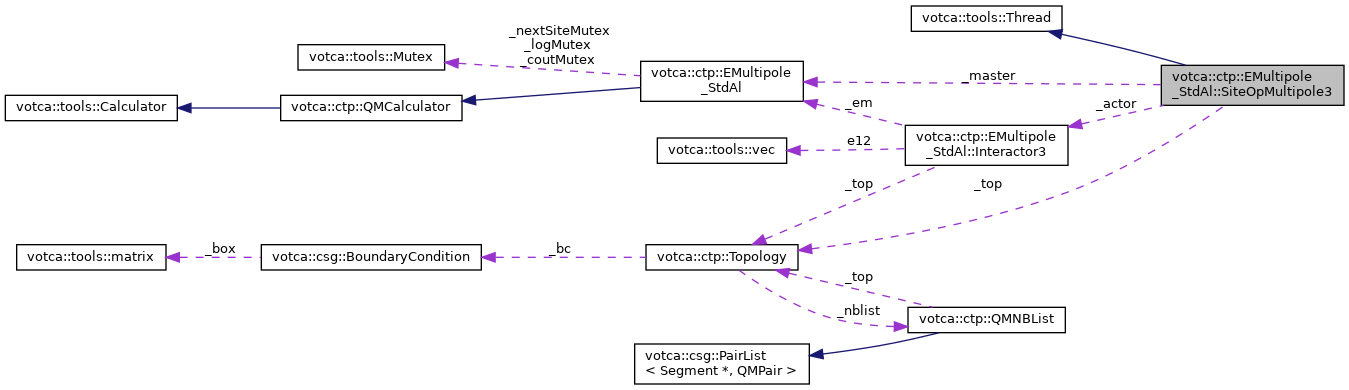 votca::tools::Thread
_nextSiteMutex
_logMutex
_coutMutex
votca::tools::Mutex
votca::ctp::EMultipole
_StdAl
_master
votca::ctp::EMultipole
_StdAl::SiteOpMultipole3
votca::tools::Calculator
votca::ctp::QMCalculator
_em
_actor
votca::ctp::EMultipole
_StdAl::Interactor3
e12
votca::tools::vec
_top
_top
votca::tools::matrix
_box
votca::csg::BoundaryCondition
_bc
votca::ctp::Topology
_top
_nblist
votca::ctp::QMNBList
votca::csg::PairList
< Segment *, QMPair >